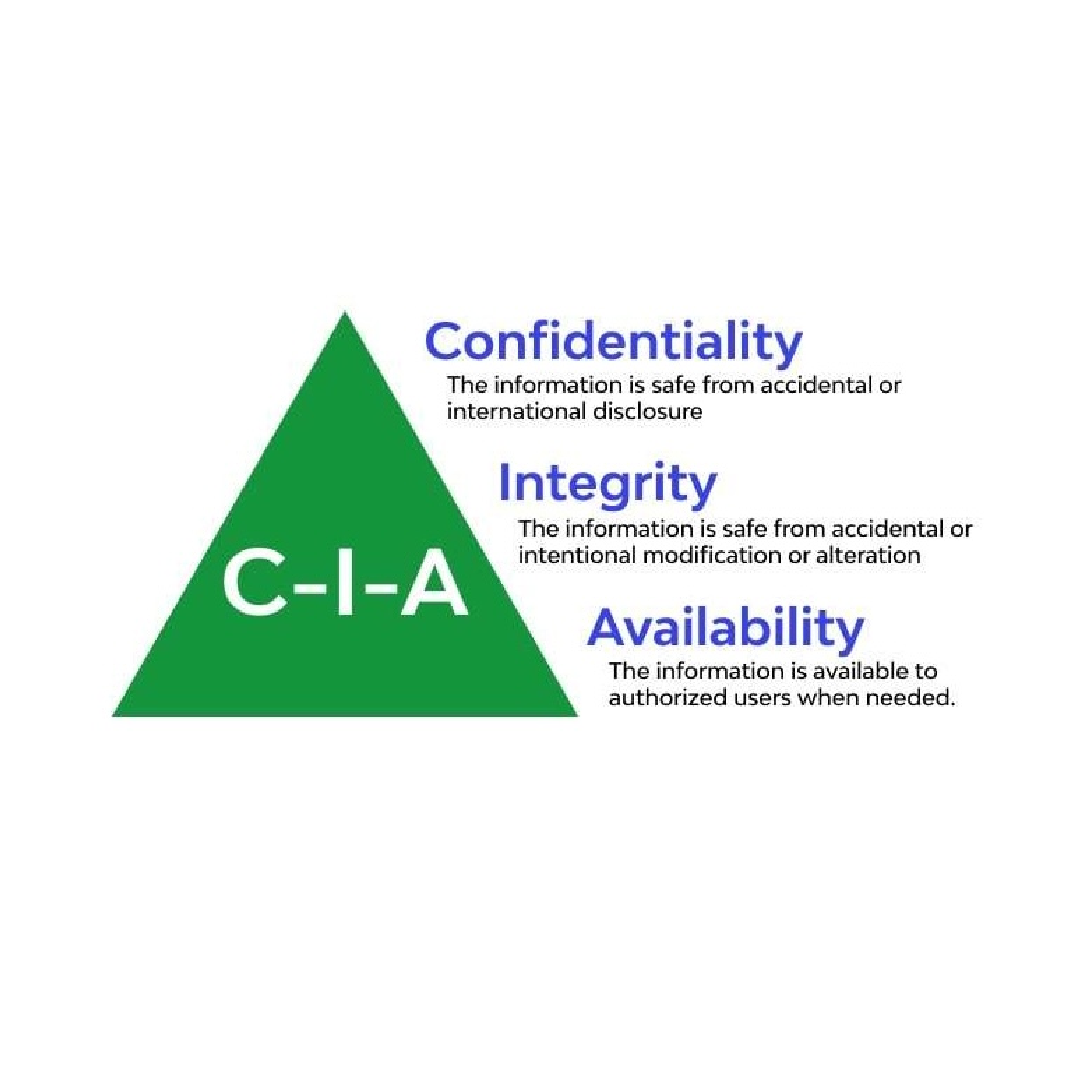 Confidentiality
The information is safe from accidental or
international disclosure
Integrity
The information is safe from accidental or
intentional modification or alteration
C-I-A
Availability
The information is available to
authorized users when needed.